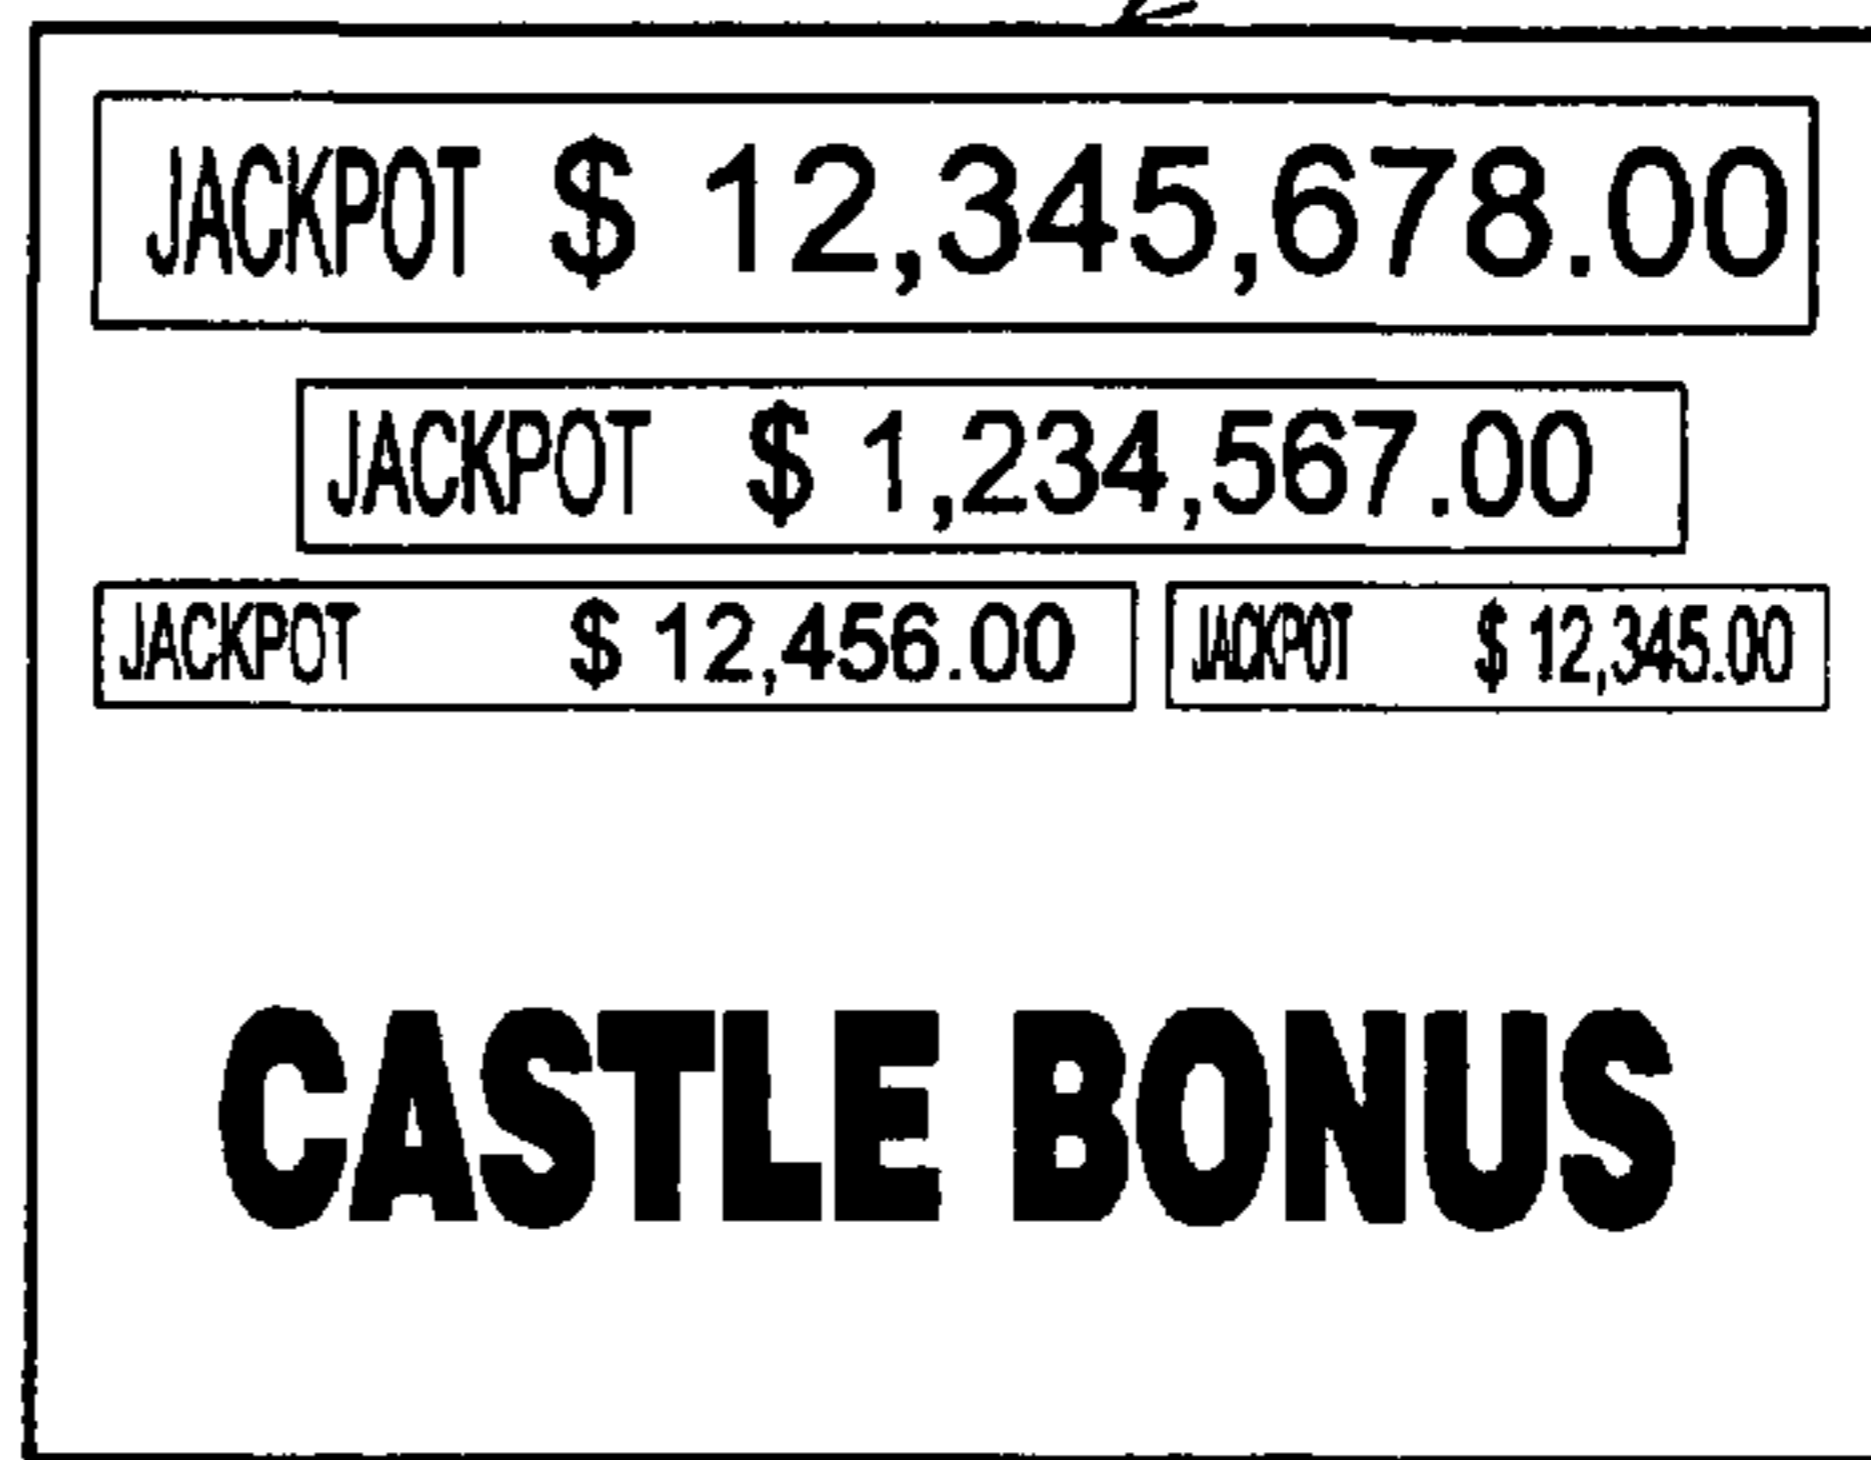 JACKPOT $ 12,345,678.00
JACKPOT $ 1,234,567.00
JACKPOT $ 12,456.00 JACKPOT $ 12,345.00
CASTLE BONUS